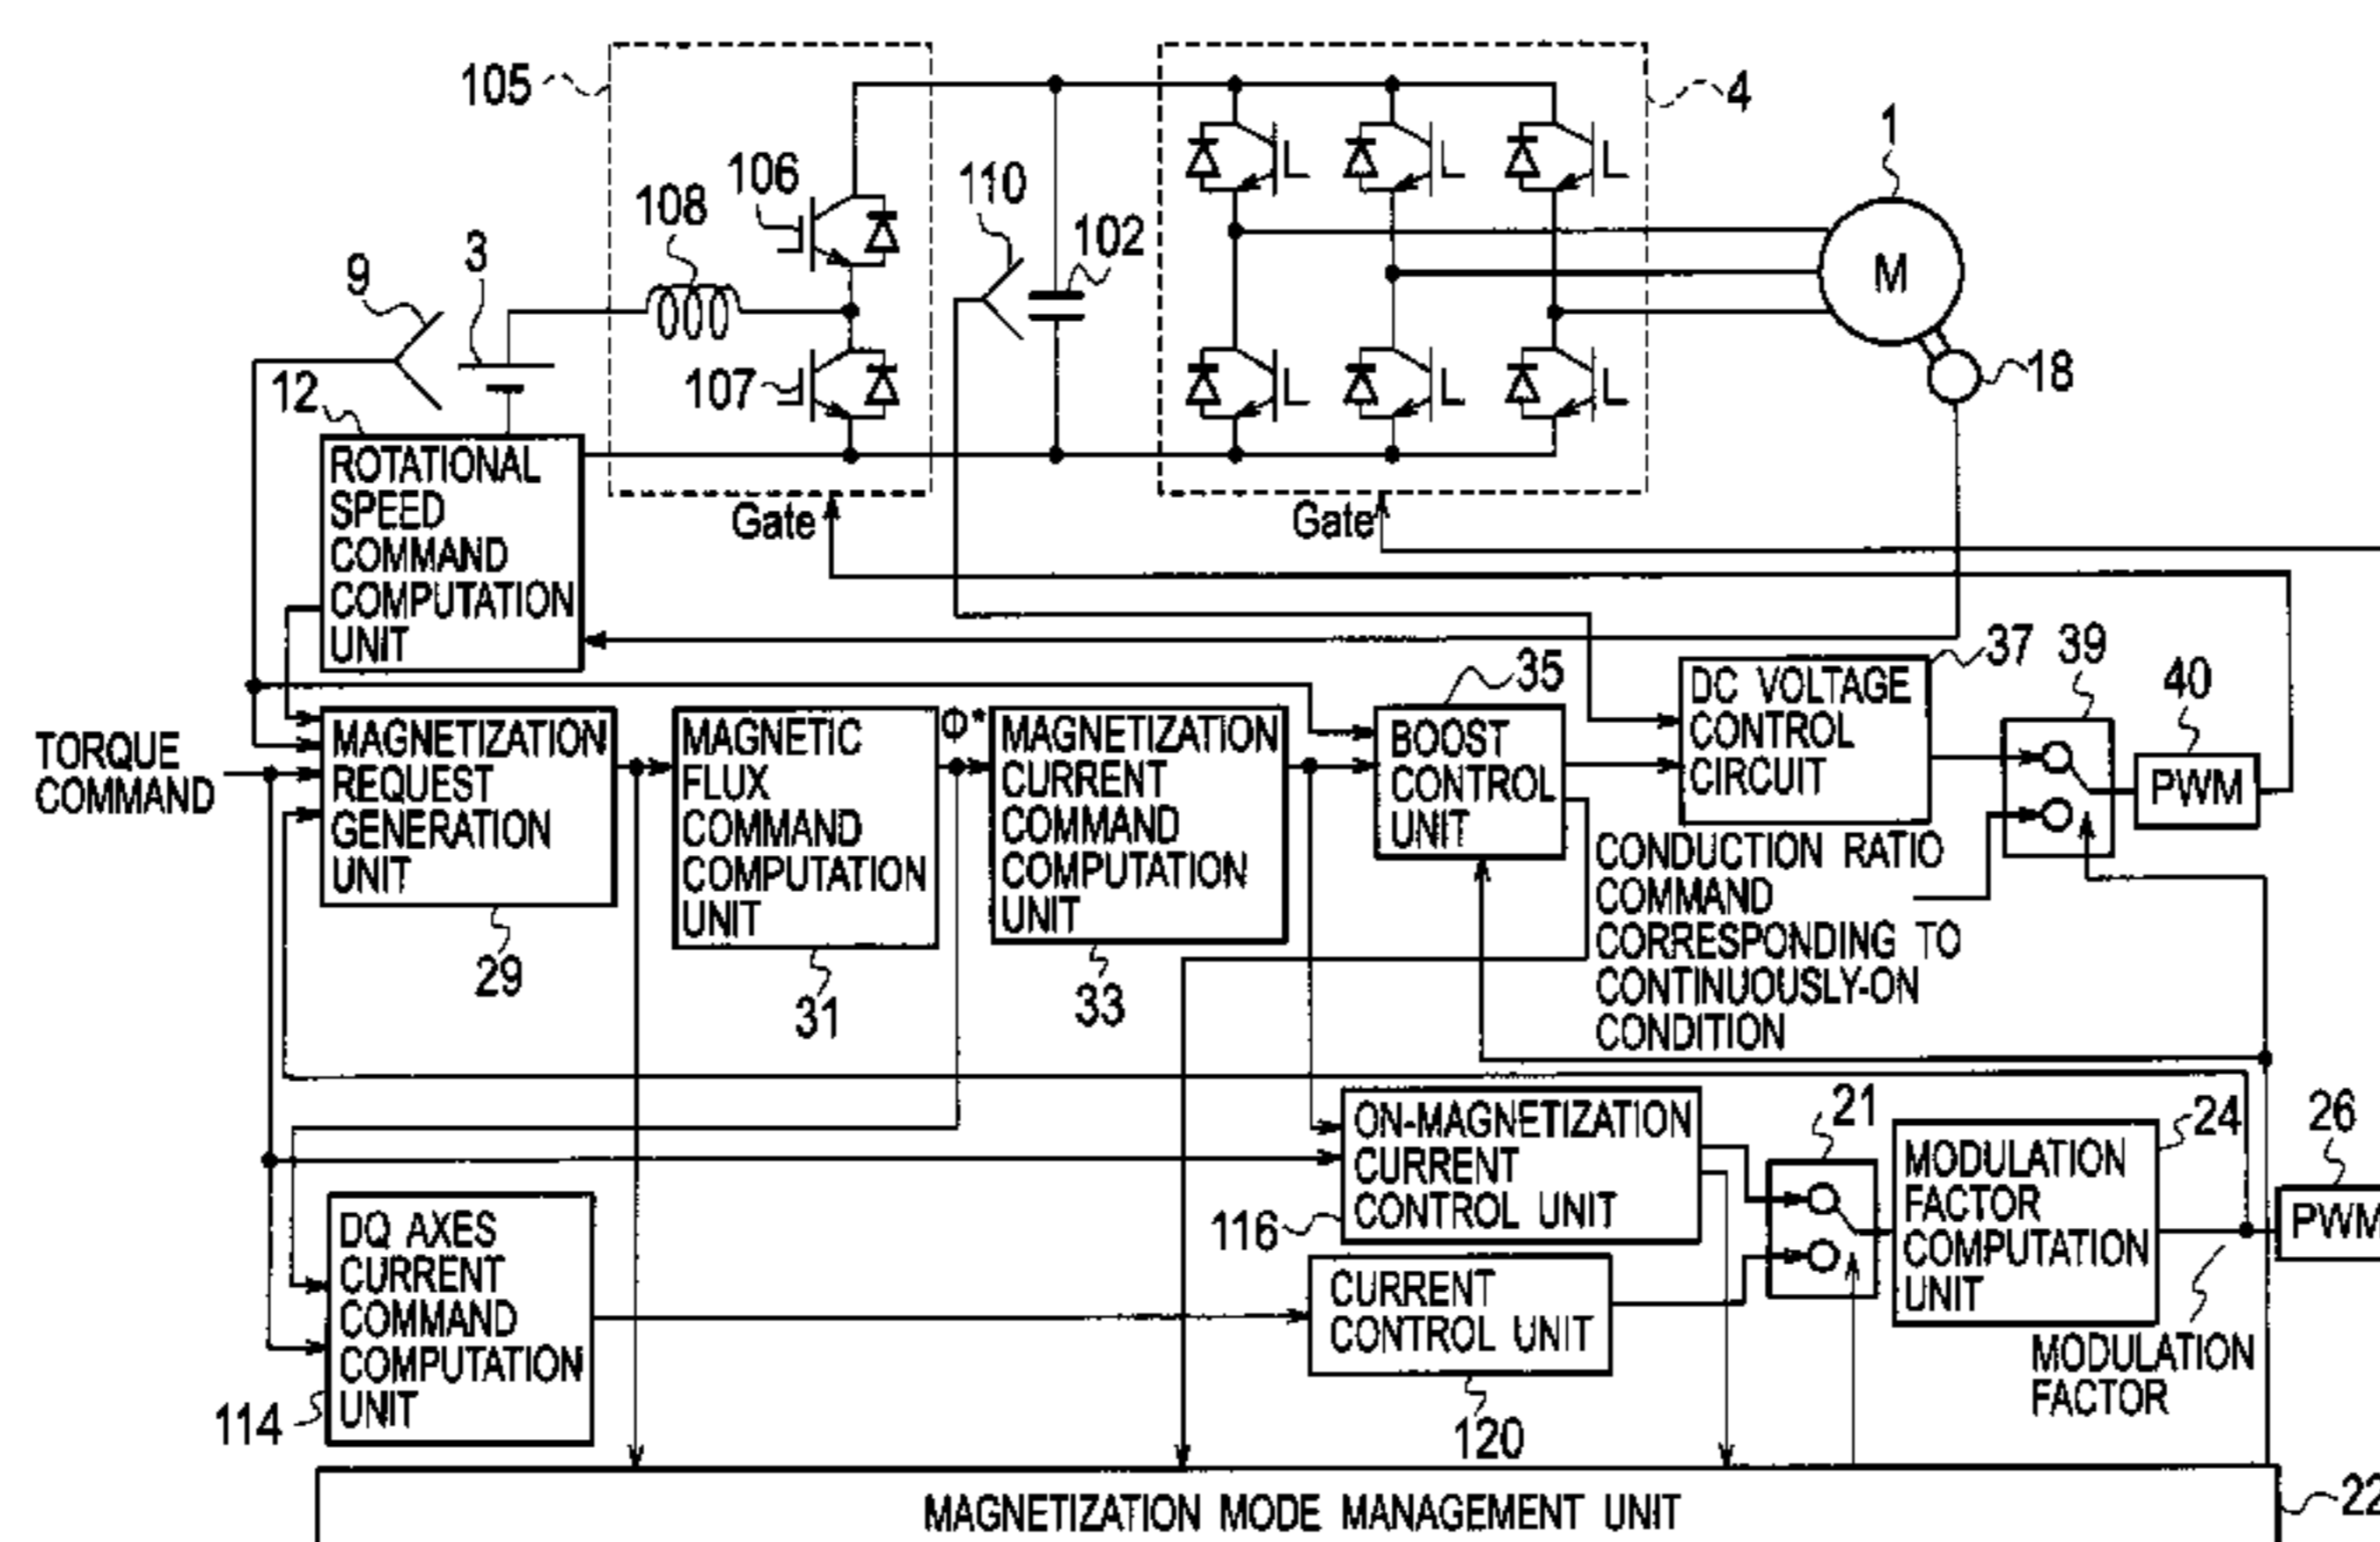 105
4
1
106
110
108
102
9
3
M
107
18
12
ROTATIONAL
SPEED
COMMAND
COMPUTATION
UNIT
Gate
Gate
35
37
39
40
TORQUE
COMMAND
MAGNETIZATION
REQUEST
GENERATION
UNIT
MAGNETIC
FLUX
COMMAND
COMPUTATION
UNIT
Φ*
MAGNETIZATION
CURRENT
COMMAND
COMPUTATION
UNIT
BOOST
CONTROL
UNIT
DC VOLTAGE
CONTROL
CIRCUIT
PWM
CONDUCTION RATIO
COMMAND
CORRESPONDING TO
CONTINUOUSLY-ON
CONDITION
29
31
33
ON-MAGNETIZATION
CURRENT
CONTROL UNIT
116
21
24
26
MODULATION
FACTOR
COMPUTATION
UNIT
PWM
DQ AXES
CURRENT
COMMAND
COMPUTATION
UNIT
114
CURRENT
CONTROL UNIT
120
MODULATION
FACTOR
MAGNETIZATION MODE MANAGEMENT UNIT
22